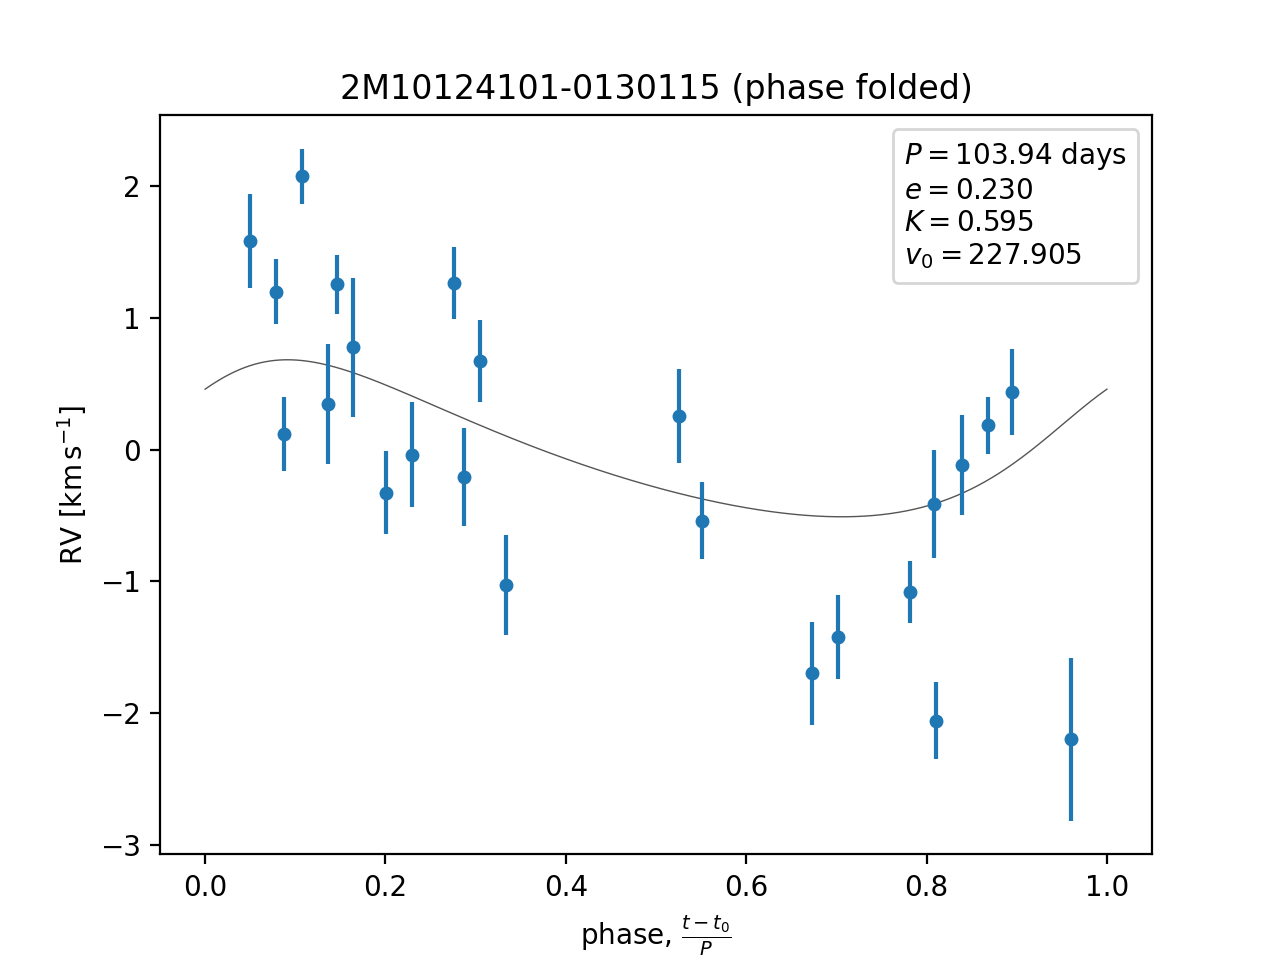 2M10124101-0130115 (phase folded)
P = 103.94 days
e = 0.230
K = 0.595
v₀ = 227.905
2
1
0
−1
−2
−3
RV [km s⁻¹]
0.0 0.2 0.4 0.6 0.8 1.0
phase, (t − t₀)/P